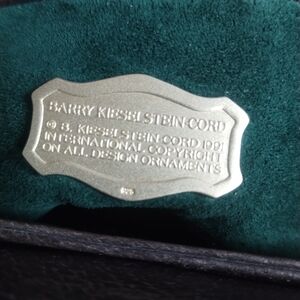 BARRY KIESELSTEIN-CORD
© B. KIESELSTEIN CORD 1991
INTERNATIONAL COPYRIGHT
ON ALL DESIGN ORNAMENTS